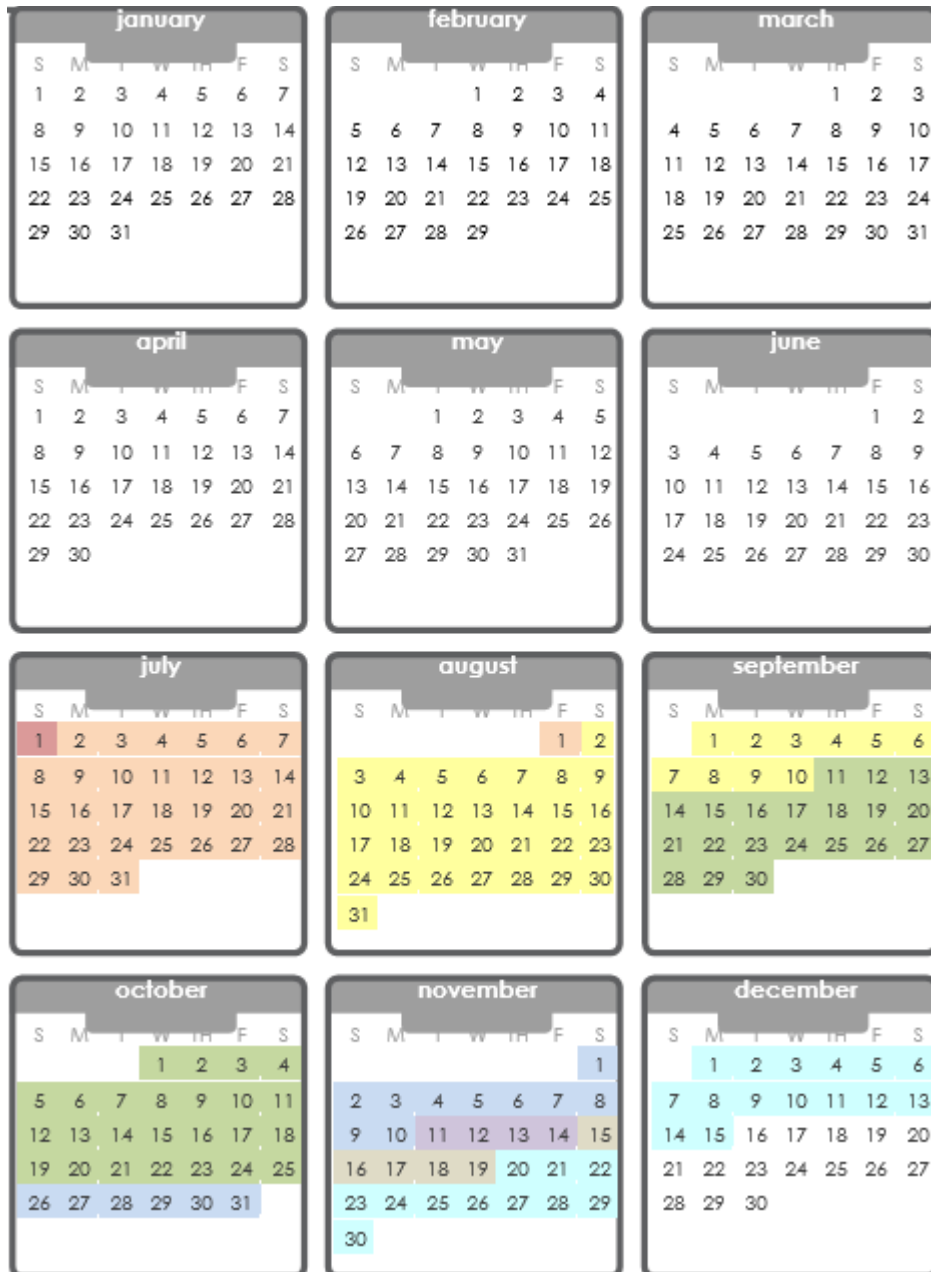 january
S M T W TH F S
1 2 3 4 5 6 7
8 9 10 11 12 13 14
15 16 17 18 19 20 21
22 23 24 25 26 27 28
29 30 31
february
S M T W TH F S
1 2 3 4
5 6 7 8 9 10 11
12 13 14 15 16 17 18
19 20 21 22 23 24 25
26 27 28 29
march
S M T W TH F S
1 2 3
4 5 6 7 8 9 10
11 12 13 14 15 16 17
18 19 20 21 22 23 24
25 26 27 28 29 30 31
april
S M T W TH F S
1 2 3 4 5 6 7
8 9 10 11 12 13 14
15 16 17 18 19 20 21
22 23 24 25 26 27 28
29 30
may
S M T W TH F S
1 2 3 4 5
6 7 8 9 10 11 12
13 14 15 16 17 18 19
20 21 22 23 24 25 26
27 28 29 30 31
june
S M T W TH F S
1 2
3 4 5 6 7 8 9
10 11 12 13 14 15 16
17 18 19 20 21 22 23
24 25 26 27 28 29 30
july
S M T W TH F S
1 2 3 4 5 6 7
8 9 10 11 12 13 14
15 16 17 18 19 20 21
22 23 24 25 26 27 28
29 30 31
august
S M T W TH F S
1 2
3 4 5 6 7 8 9
10 11 12 13 14 15 16
17 18 19 20 21 22 23
24 25 26 27 28 29 30
31
september
S M T W TH F S
1 2 3 4 5 6
7 8 9 10 11 12 13
14 15 16 17 18 19 20
21 22 23 24 25 26 27
28 29 30
october
S M T W TH F S
1 2 3 4
5 6 7 8 9 10 11
12 13 14 15 16 17 18
19 20 21 22 23 24 25
26 27 28 29 30 31
november
S M T W TH F S
1
2 3 4 5 6 7 8
9 10 11 12 13 14 15
16 17 18 19 20 21 22
23 24 25 26 27 28 29
30
december
S M T W TH F S
1 2 3 4 5 6
7 8 9 10 11 12 13
14 15 16 17 18 19 20
21 22 23 24 25 26 27
28 29 30